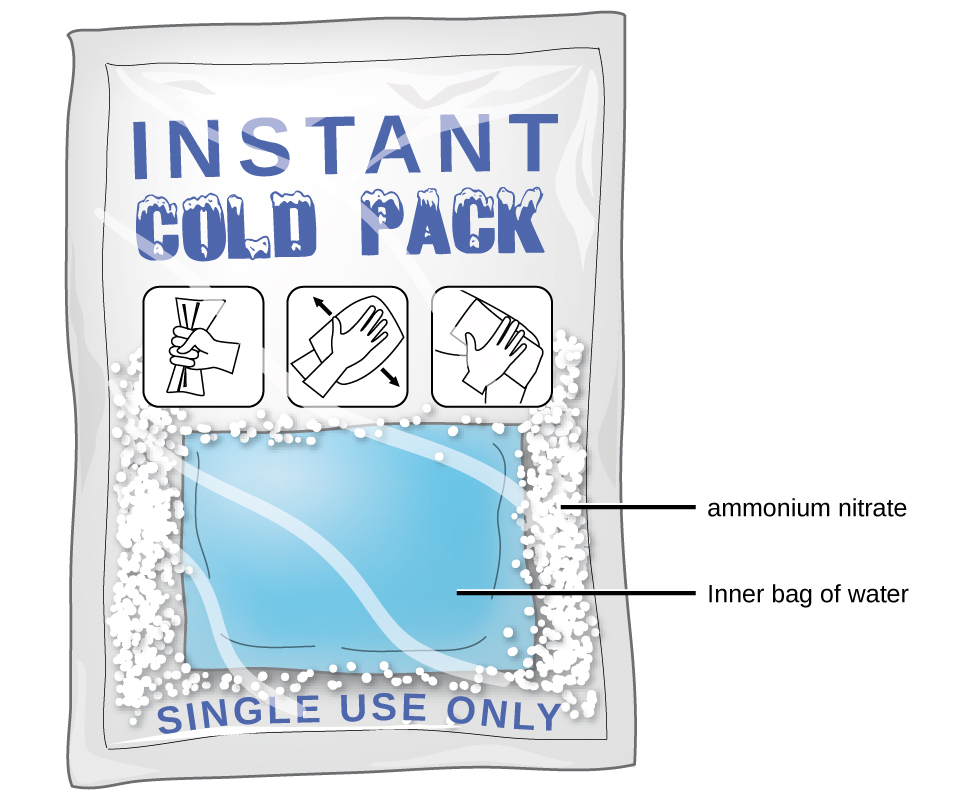 INSTANT
COLD PACK
ammonium nitrate
Inner bag of water
SINGLE USE ONLY